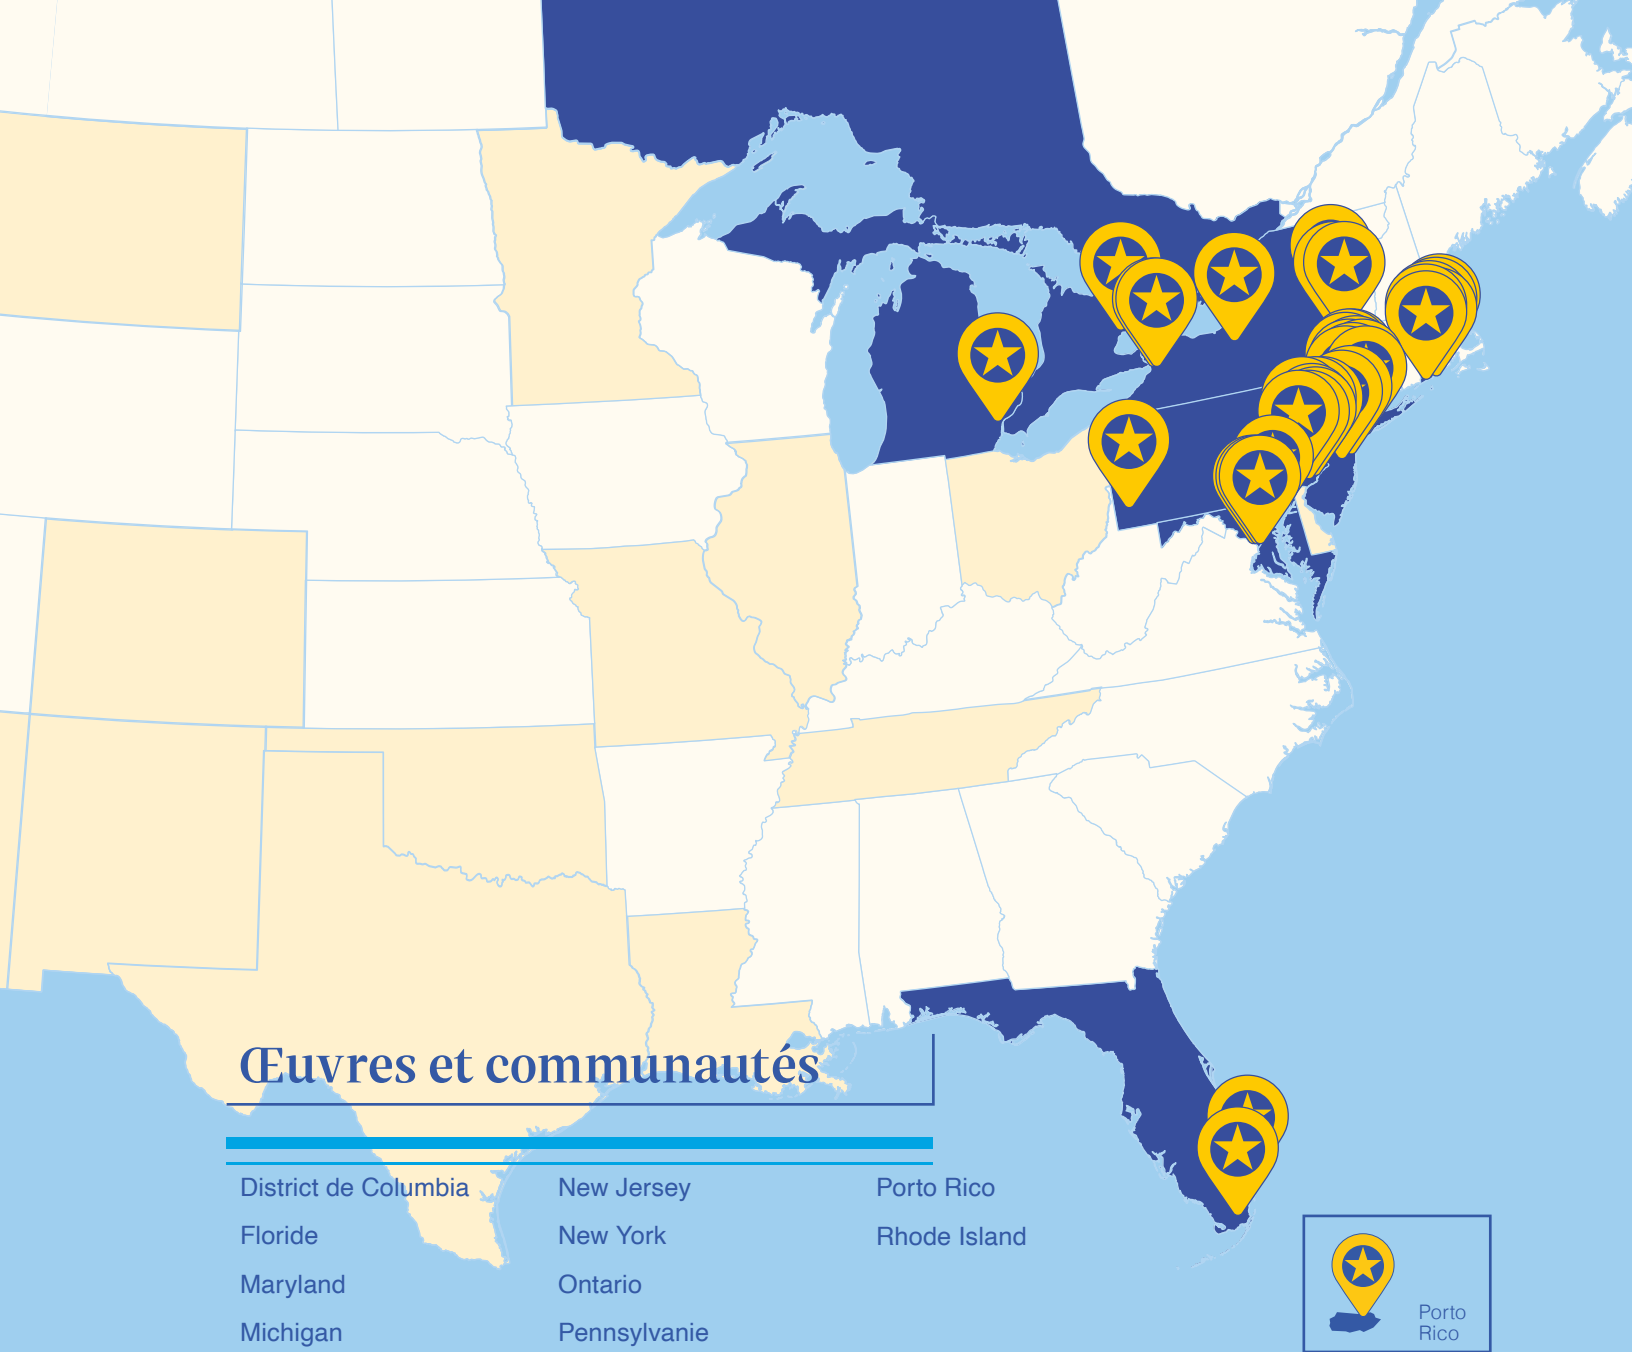 Œuvres et communautés
District de Columbia
Floride
Maryland
Michigan
New Jersey
New York
Ontario
Pennsylvanie
Porto Rico
Rhode Island
Porto
Rico